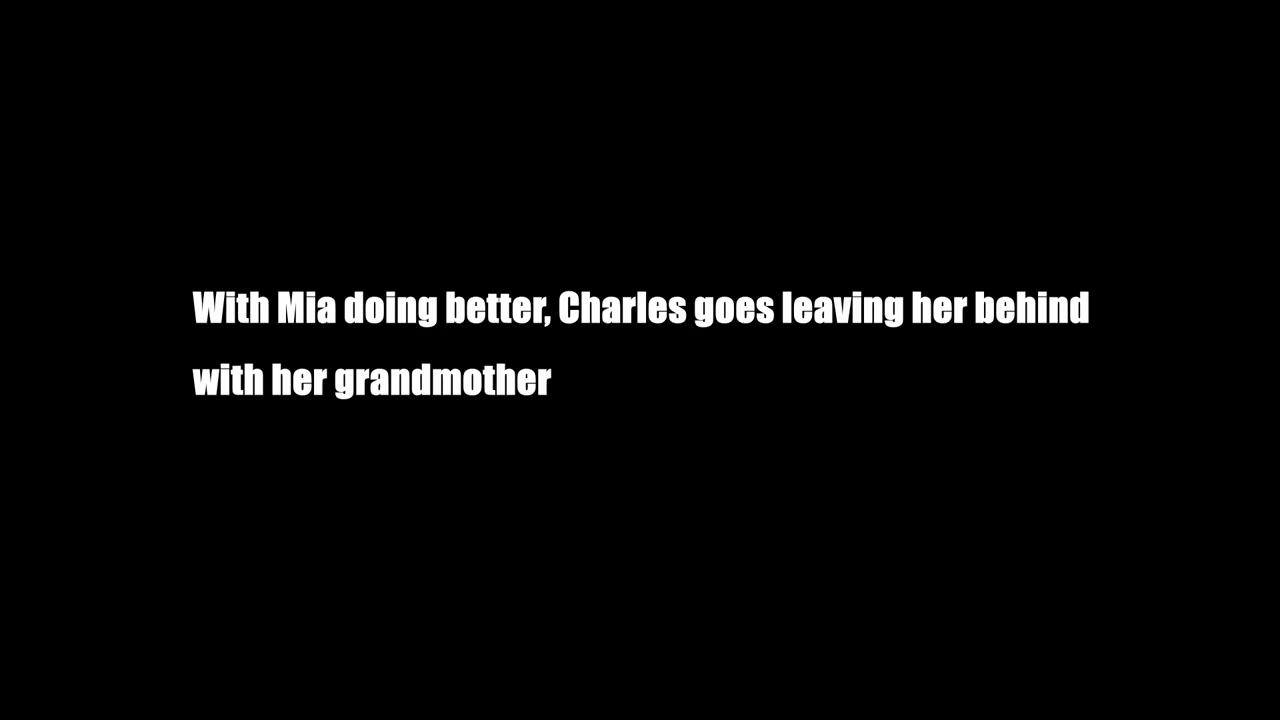 With Mia doing better, Charles goes leaving her behind
with her grandmother